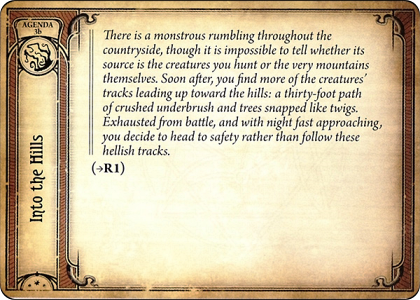 AGENDA
3b
Into the Hills
There is a monstrous rumbling throughout the
countryside, though it is impossible to tell whether its
source is the creatures you hunt or the very mountains
themselves. Soon after, you find more of the creatures'
tracks leading up toward the hills: a thirty-foot path
of crushed underbrush and trees snapped like twigs.
Exhausted from battle, and with night fast approaching,
you decide to head to safety rather than follow these
hellish tracks.
(→R1)